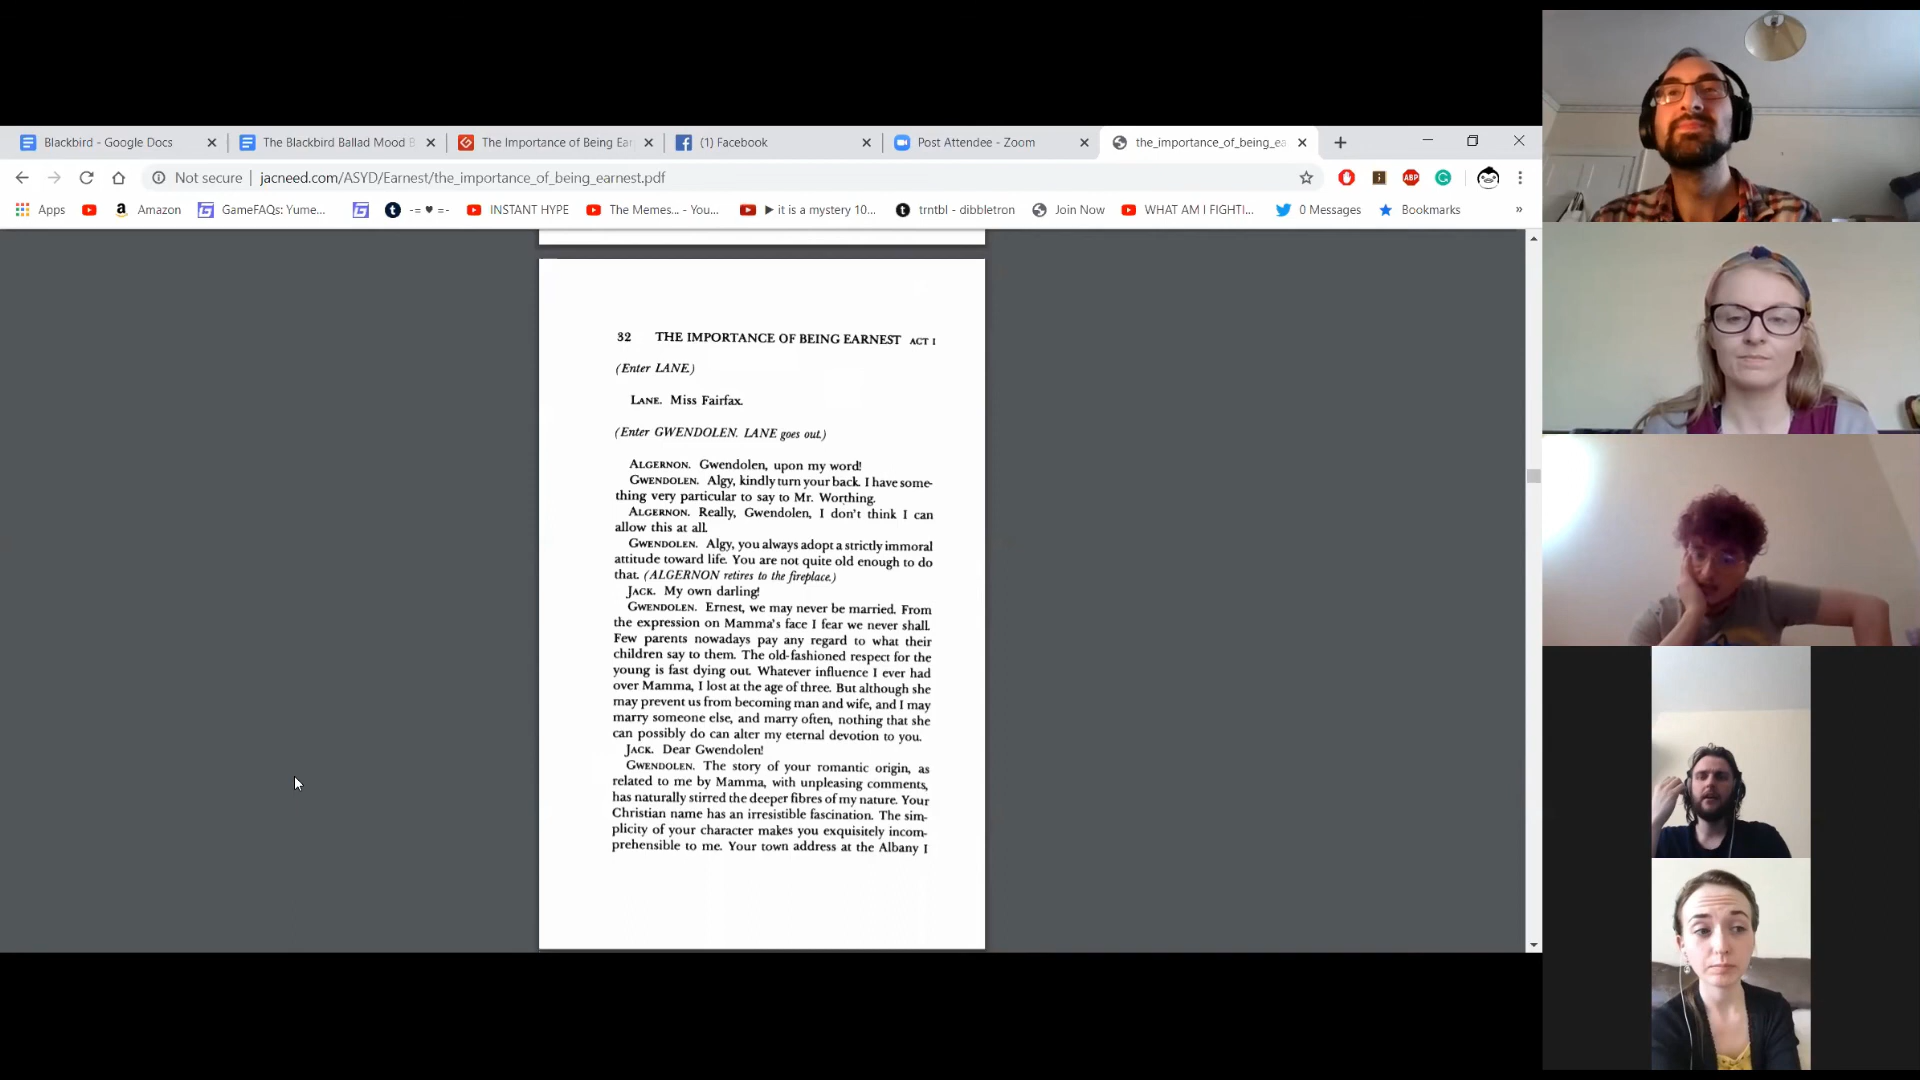 Blackbird - Google Docs
The Blackbird Ballad Mood B
The Importance of Being Ear
(1) Facebook
Post Attendee - Zoom
the_importance_of_being_ea
Not secure | jacneed.com/ASYD/Earnest/the_importance_of_being_earnest.pdf
ABP
Apps
Amazon
GameFAQs: Yume...
-= ♥ =-
INSTANT HYPE
The Memes... - You...
it is a mystery 10...
trntbl - dibbletron
Join Now
WHAT AM I FIGHTI...
0 Messages
Bookmarks
»
32 THE IMPORTANCE OF BEING EARNEST ACT I
(Enter LANE.)
LANE. Miss Fairfax.
(Enter GWENDOLEN. LANE goes out.)
ALGERNON. Gwendolen, upon my word!
GWENDOLEN. Algy, kindly turn your back. I have some-
thing very particular to say to Mr. Worthing.
ALGERNON. Really, Gwendolen, I don't think I can
allow this at all.
GWENDOLEN. Algy, you always adopt a strictly immoral
attitude toward life. You are not quite old enough to do
that. (ALGERNON retires to the fireplace.)
JACK. My own darling!
GWENDOLEN. Ernest, we may never be married. From
the expression on Mamma's face I fear we never shall.
Few parents nowadays pay any regard to what their
children say to them. The old-fashioned respect for the
young is fast dying out. Whatever influence I ever had
over Mamma, I lost at the age of three. But although she
may prevent us from becoming man and wife, and I may
marry someone else, and marry often, nothing that she
can possibly do can alter my eternal devotion to you.
JACK. Dear Gwendolen!
GWENDOLEN. The story of your romantic origin, as
related to me by Mamma, with unpleasing comments,
has naturally stirred the deeper fibres of my nature. Your
Christian name has an irresistible fascination. The sim-
plicity of your character makes you exquisitely incom-
prehensible to me. Your town address at the Albany I